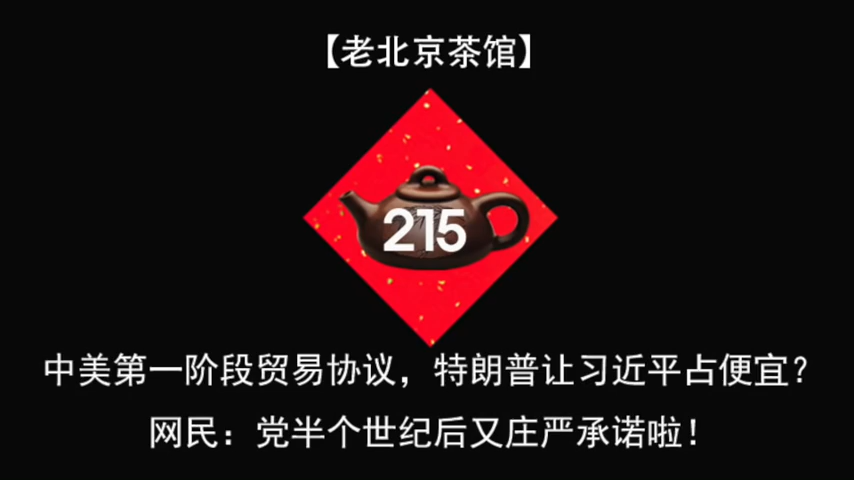 【老北京茶馆】
215
中美第一阶段贸易协议，特朗普让习近平占便宜？
网民：党半个世纪后又庄严承诺啦！